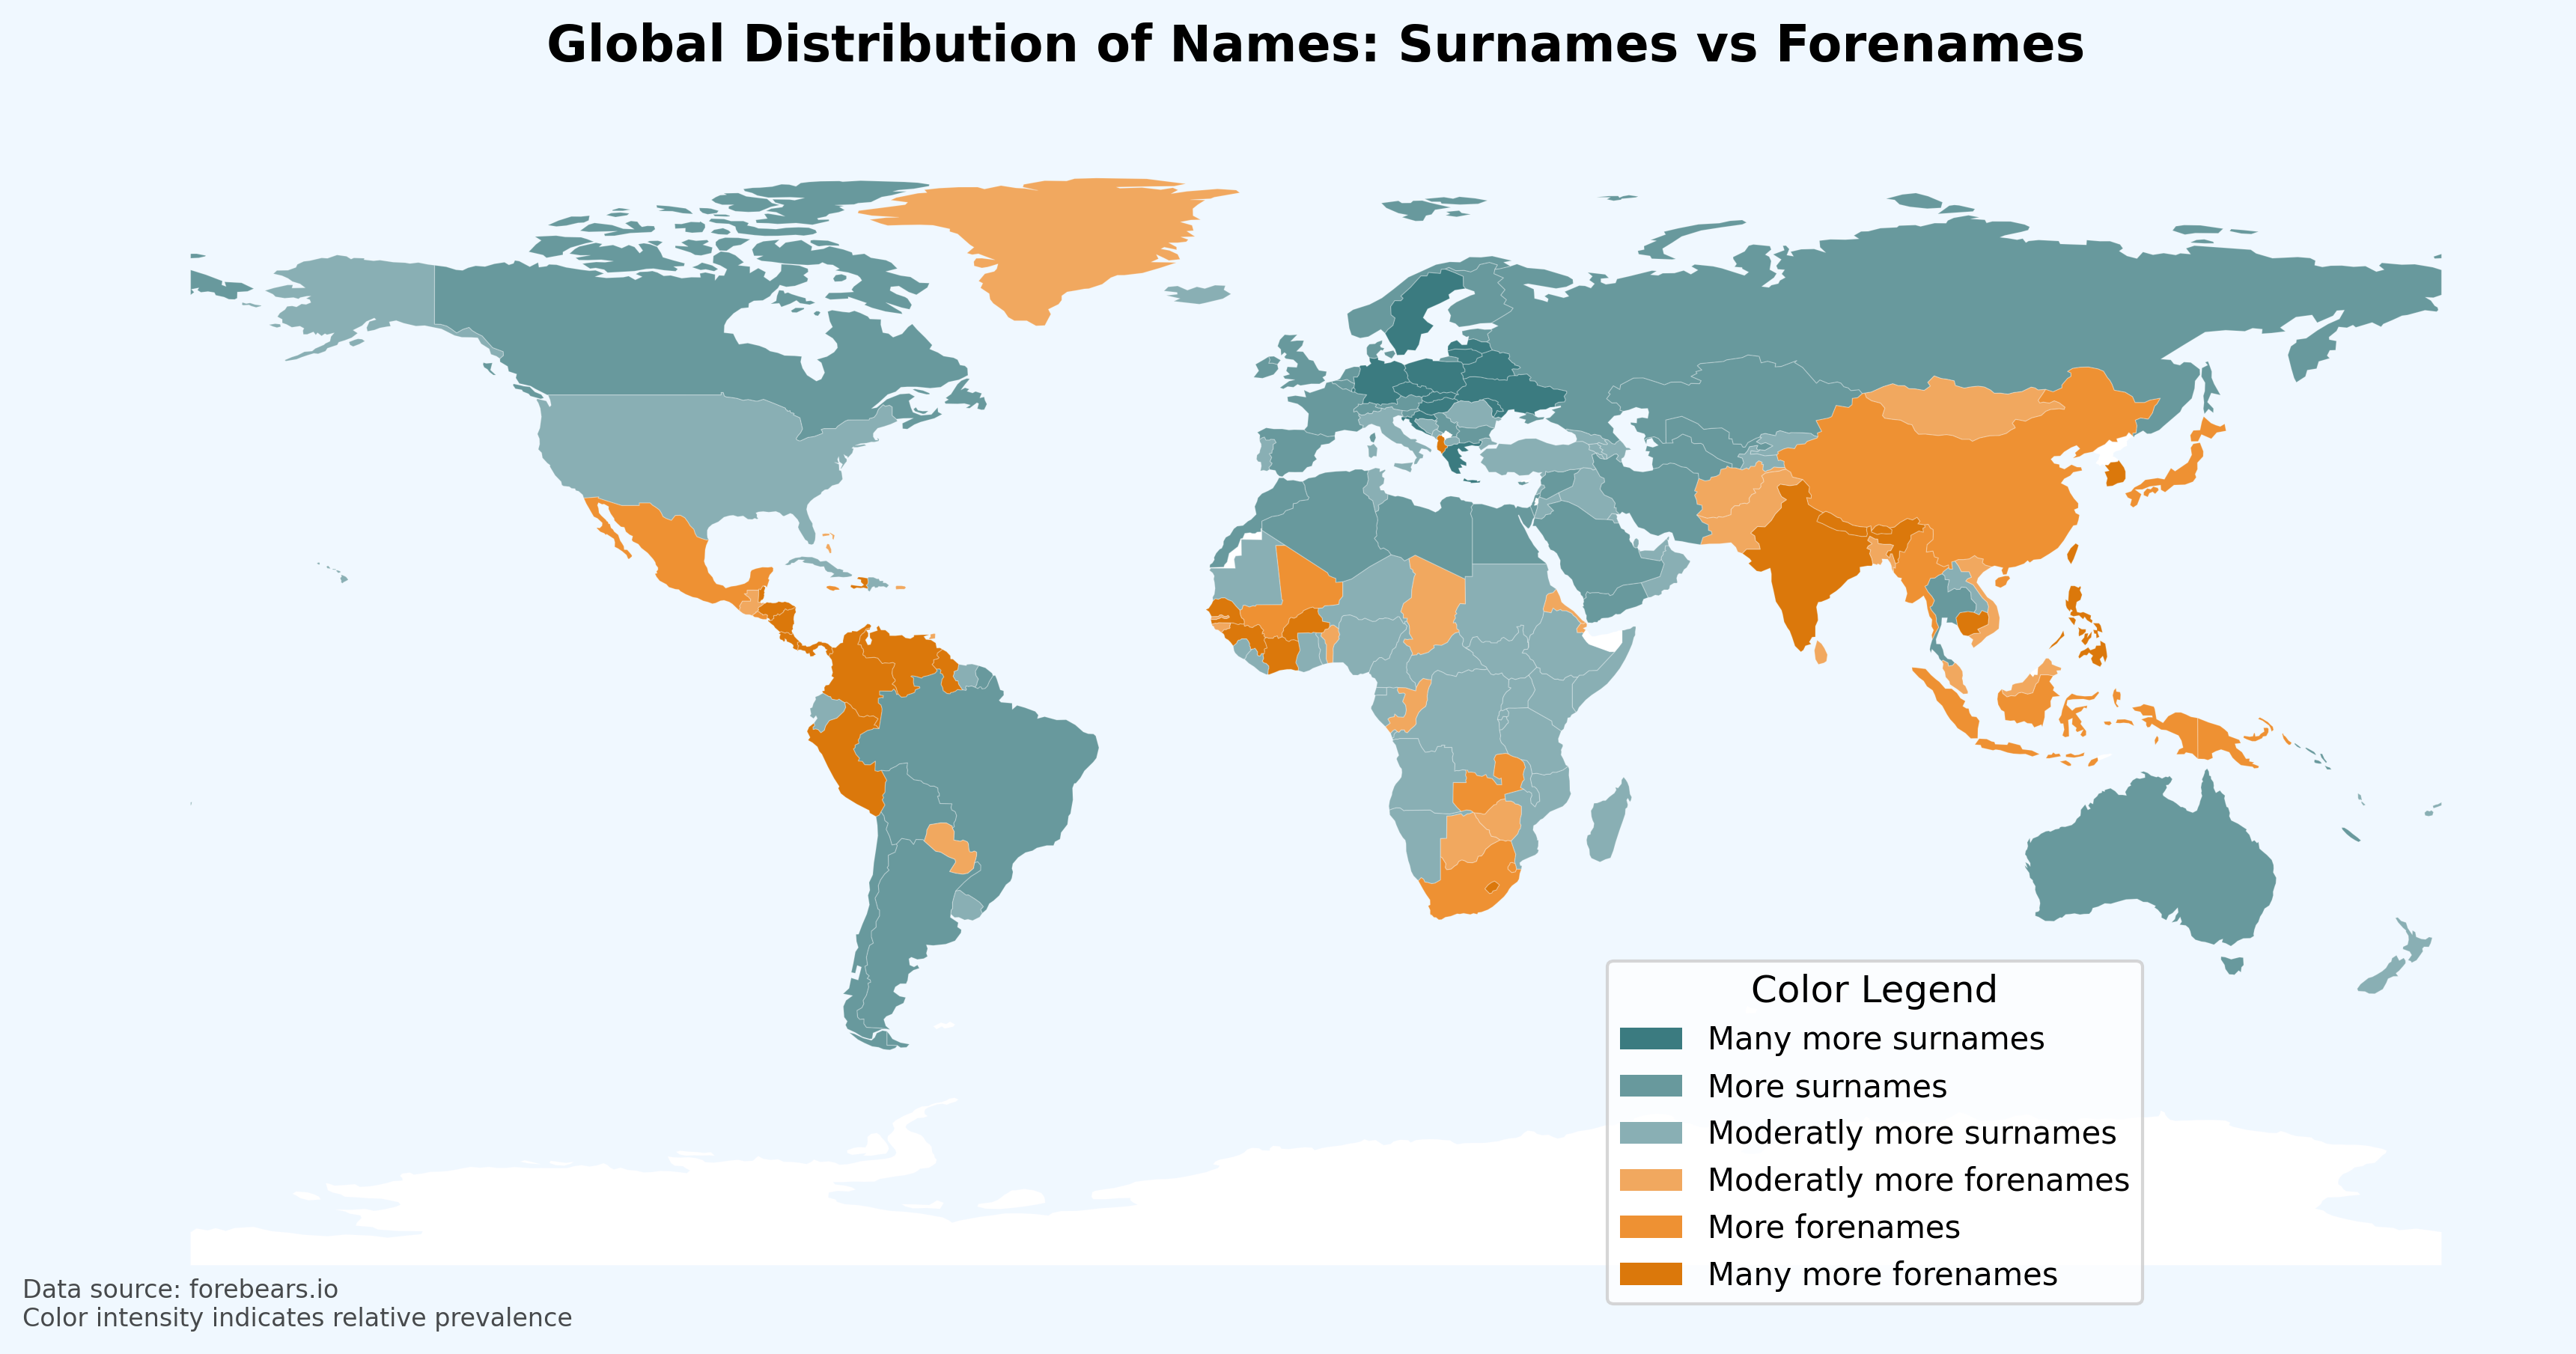 Global Distribution of Names: Surnames vs Forenames
Color Legend
Many more surnames
More surnames
Moderatly more surnames
Moderatly more forenames
More forenames
Many more forenames
Data source: forebears.io
Color intensity indicates relative prevalence